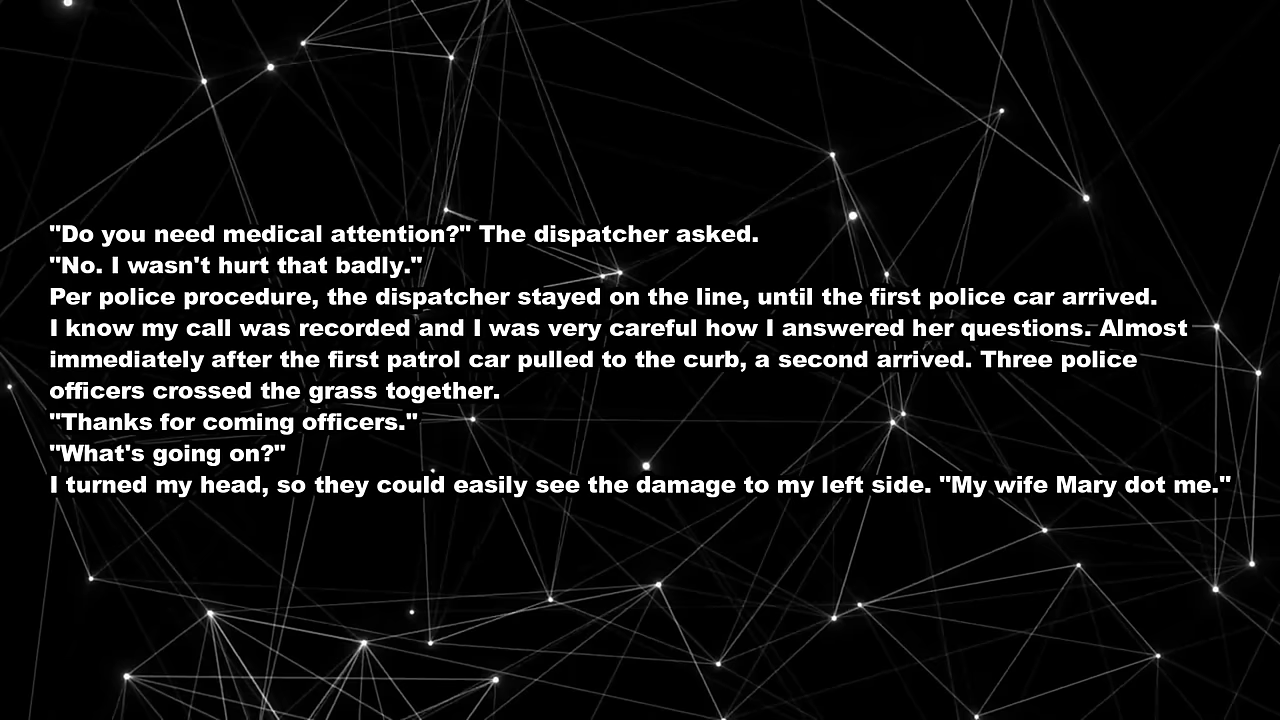 "Do you need medical attention?" The dispatcher asked.
"No. I wasn't hurt that badly."
Per police procedure, the dispatcher stayed on the line, until the first police car arrived.
I know my call was recorded and I was very careful how I answered her questions. Almost
immediately after the first patrol car pulled to the curb, a second arrived. Three police
officers crossed the grass together.
"Thanks for coming officers."
"What's going on?"
I turned my head, so they could easily see the damage to my left side. "My wife Mary dot me."